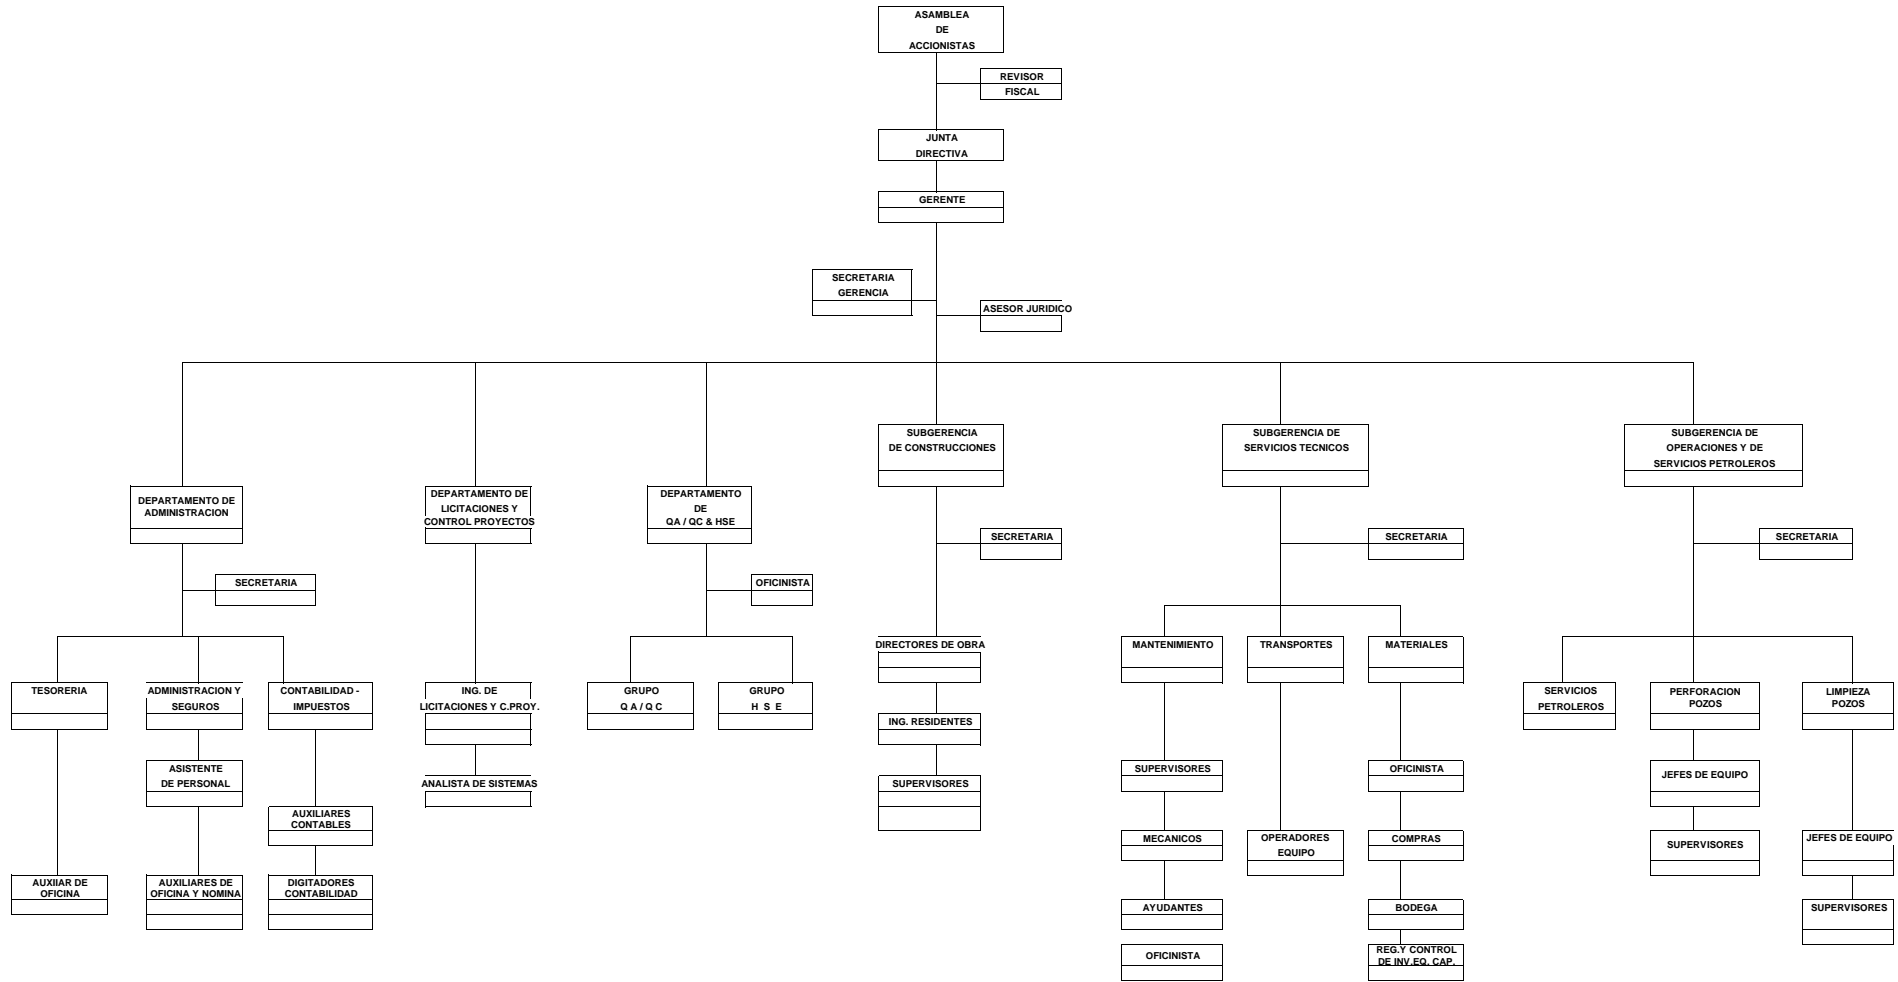 ASAMBLEA
DE
ACCIONISTAS
REVISOR
FISCAL
JUNTA
DIRECTIVA
GERENTE
SECRETARIA
GERENCIA
ASESOR JURIDICO
SUBGERENCIA
DE CONSTRUCCIONES
SUBGERENCIA DE
SERVICIOS TECNICOS
SUBGERENCIA DE
OPERACIONES Y DE
SERVICIOS PETROLEROS
DEPARTAMENTO DE
ADMINISTRACION
DEPARTAMENTO DE
LICITACIONES Y
CONTROL PROYECTOS
DEPARTAMENTO
DE
QA / QC & HSE
SECRETARIA
SECRETARIA
SECRETARIA
SECRETARIA
OFICINISTA
DIRECTORES DE OBRA
MANTENIMIENTO
TRANSPORTES
MATERIALES
TESORERIA
ADMINISTRACION Y
SEGUROS
CONTABILIDAD -
IMPUESTOS
ING. DE
LICITACIONES Y C.PROY.
GRUPO
Q A / Q C
GRUPO
H S E
SERVICIOS
PETROLEROS
PERFORACION
POZOS
LIMPIEZA
POZOS
ING. RESIDENTES
ASISTENTE
DE PERSONAL
ANALISTA DE SISTEMAS
SUPERVISORES
SUPERVISORES
OFICINISTA
JEFES DE EQUIPO
AUXILIARES
CONTABLES
MECANICOS
OPERADORES
EQUIPO
COMPRAS
SUPERVISORES
JEFES DE EQUIPO
AUXIIAR DE
OFICINA
AUXILIARES DE
OFICINA Y NOMINA
DIGITADORES
CONTABILIDAD
AYUDANTES
BODEGA
SUPERVISORES
OFICINISTA
REG.Y CONTROL
DE INV.EQ. CAP.